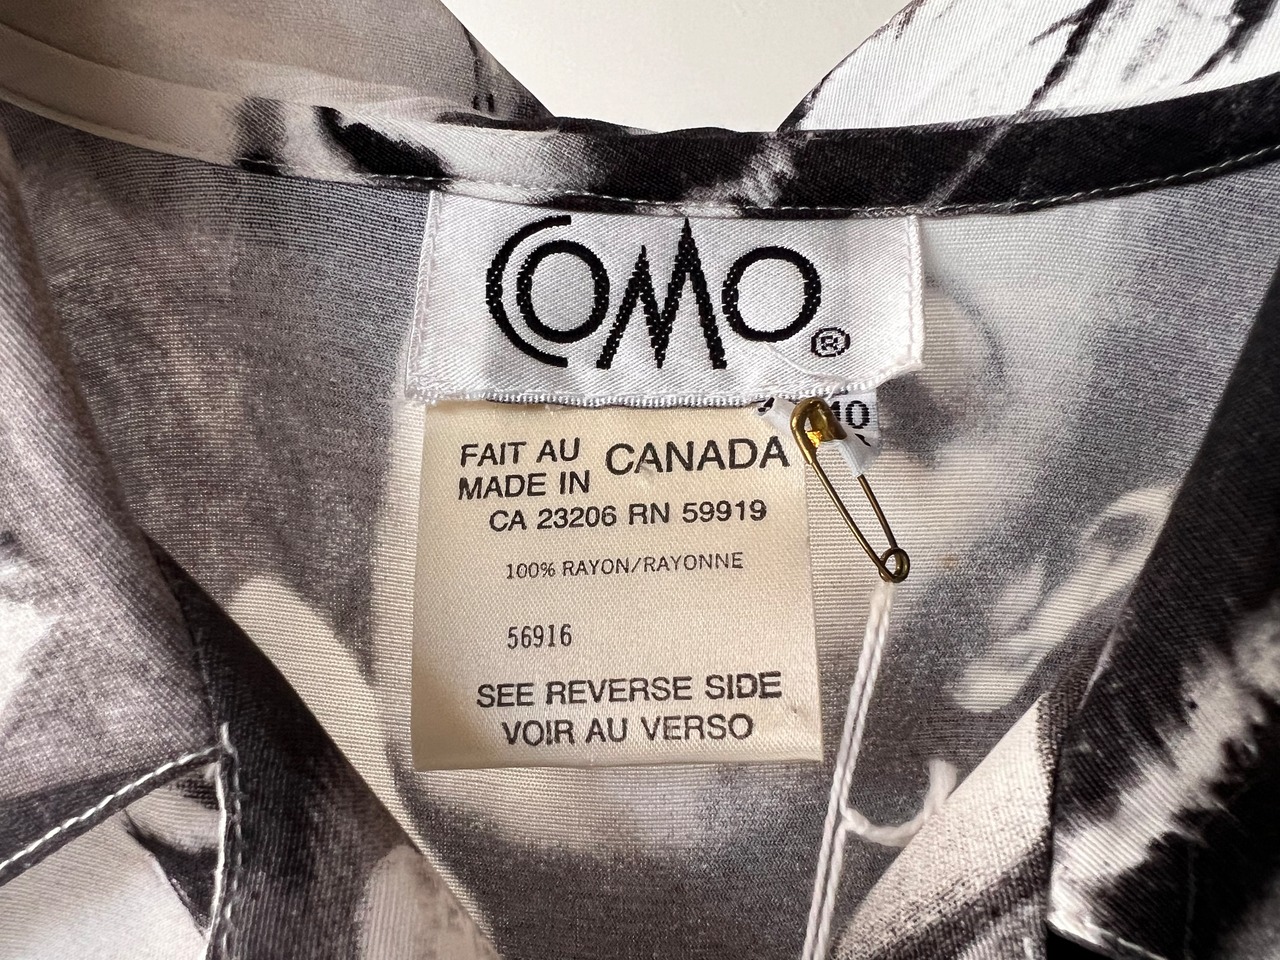 COMO®
10
FAIT AU
MADE IN CANADA
CA 23206 RN 59919
100% RAYON/RAYONNE
56916
SEE REVERSE SIDE
VOIR AU VERSO